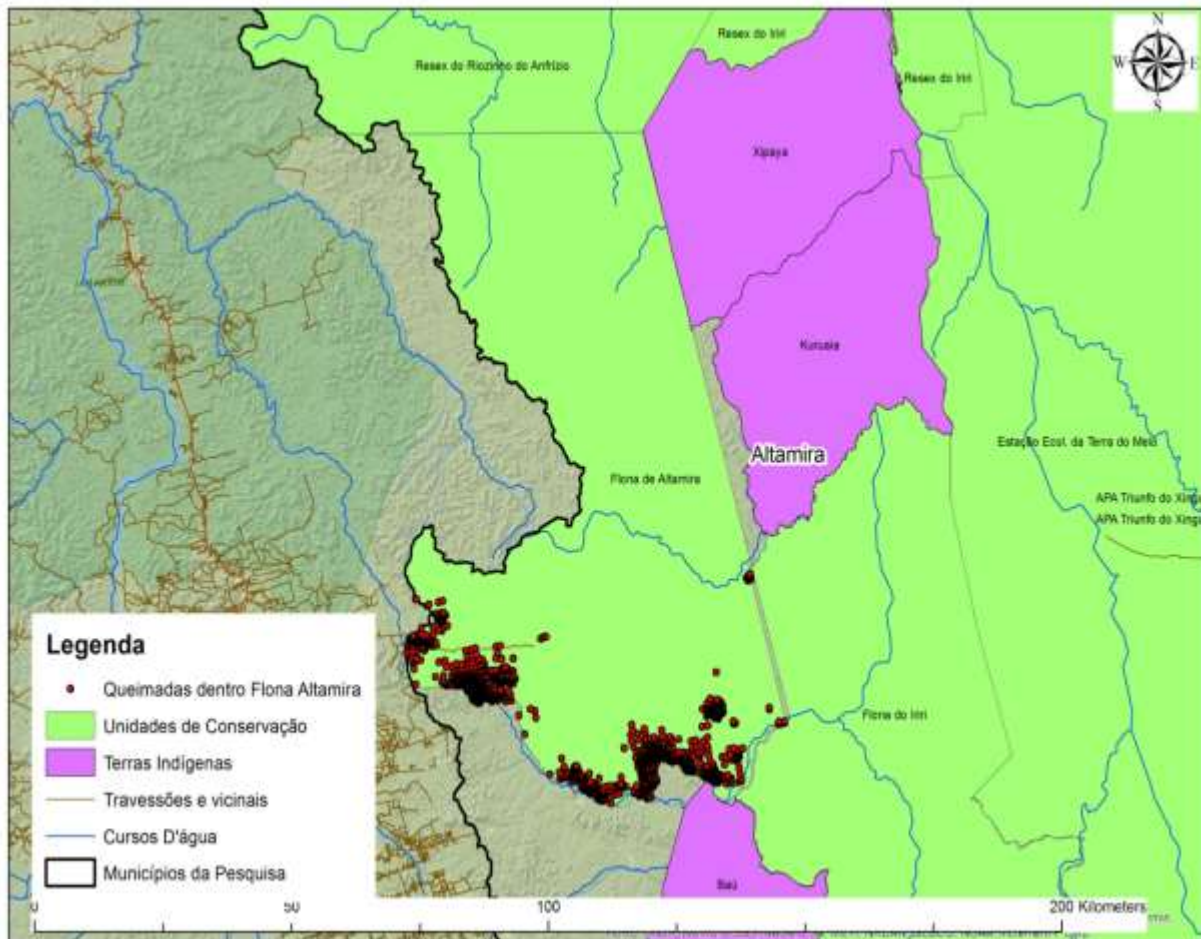 Resex do Iriri
Resex do Riozinho do Anfrízio
N
W E
S
Resex do Iriri
Xipaya
Kuruaia
Altamira
Estação Ecol. da Terra do Meio
Flona de Altamira
APA Triunfo do Xingu
APA Triunfo do Xingu
Flona do Iriri
Baú
Legenda
Queimadas dentro Flona Altamira
Unidades de Conservação
Terras Indígenas
Travessões e vicinais
Cursos D'água
Municípios da Pesquisa
0 50 100 200 Kilometers